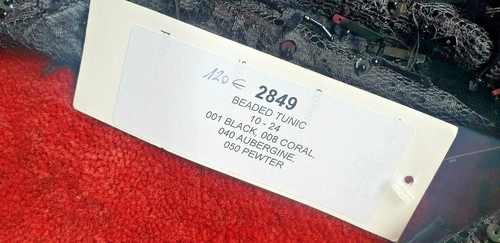 120€ 2849
BEADED TUNIC
10 - 24
001 BLACK, 008 CORAL,
040 AUBERGINE,
050 PEWTER